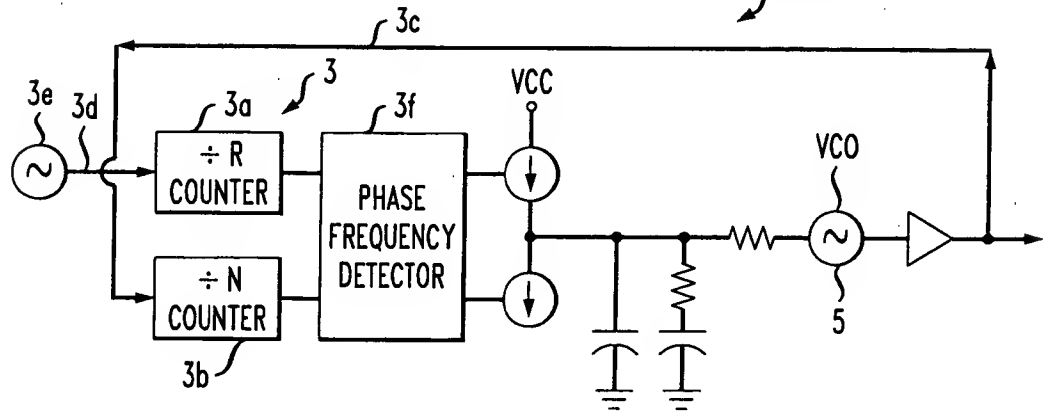 3c
3
3e
3d
3a
3f
VCC
÷ R
COUNTER
PHASE
FREQUENCY
DETECTOR
VCO
÷ N
COUNTER
3b
5